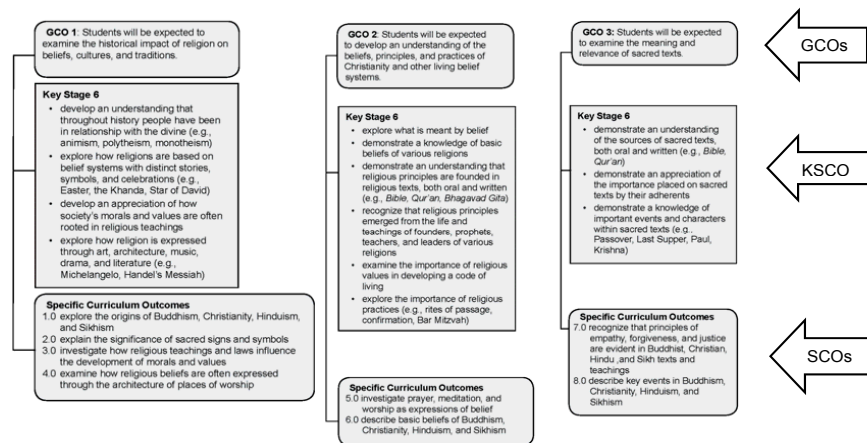 GCO 1: Students will be expected to
examine the historical impact of religion on
beliefs, cultures, and traditions.
Key Stage 6
• develop an understanding that
throughout history people have been
in relationship with the divine (e.g.,
animism, polytheism, monotheism)
• explore how religions are based on
belief systems with distinct stories,
symbols, and celebrations (e.g.,
Easter, the Khanda, Star of David)
• develop an appreciation of how
society's morals and values are often
rooted in religious teachings
• explore how religion is expressed
through art, architecture, music,
drama, and literature (e.g.,
Michelangelo, Handel's Messiah)
Specific Curriculum Outcomes
1.0 explore the origins of Buddhism, Christianity, Hinduism,
and Sikhism
2.0 explain the significance of sacred signs and symbols
3.0 investigate how religious teachings and laws influence
the development of morals and values
4.0 examine how religious beliefs are often expressed
through the architecture of places of worship
GCO 2: Students will be expected
to develop an understanding of the
beliefs, principles, and practices of
Christianity and other living belief
systems.
Key Stage 6
• explore what is meant by belief
• demonstrate a knowledge of basic
beliefs of various religions
• demonstrate an understanding that
religious principles are founded in
religious texts, both oral and written
(e.g., Bible, Qur'an, Bhagavad Gita)
• recognize that religious principles
emerged from the life and
teachings of founders, prophets,
teachers, and leaders of various
religions
• examine the importance of religious
values in developing a code of
living
• explore the importance of religious
practices (e.g., rites of passage,
confirmation, Bar Mitzvah)
Specific Curriculum Outcomes
5.0 investigate prayer, meditation, and
worship as expressions of belief
6.0 describe basic beliefs of Buddhism,
Christianity, Hinduism, and Sikhism
GCO 3: Students will be expected
to examine the meaning and
relevance of sacred texts.
Key Stage 6
• demonstrate an understanding
of the sources of sacred texts,
both oral and written (e.g., Bible,
Qur'an)
• demonstrate an appreciation of
the importance placed on sacred
texts by their adherents
• demonstrate a knowledge of
important events and characters
within sacred texts (e.g.,
Passover, Last Supper, Paul,
Krishna)
Specific Curriculum Outcomes
7.0 recognize that principles of
empathy, forgiveness, and justice
are evident in Buddhist, Christian,
Hindu ,and Sikh texts and
teachings
8.0 describe key events in Buddhism,
Christianity, Hinduism, and
Sikhism
GCOs
KSCO
SCOs